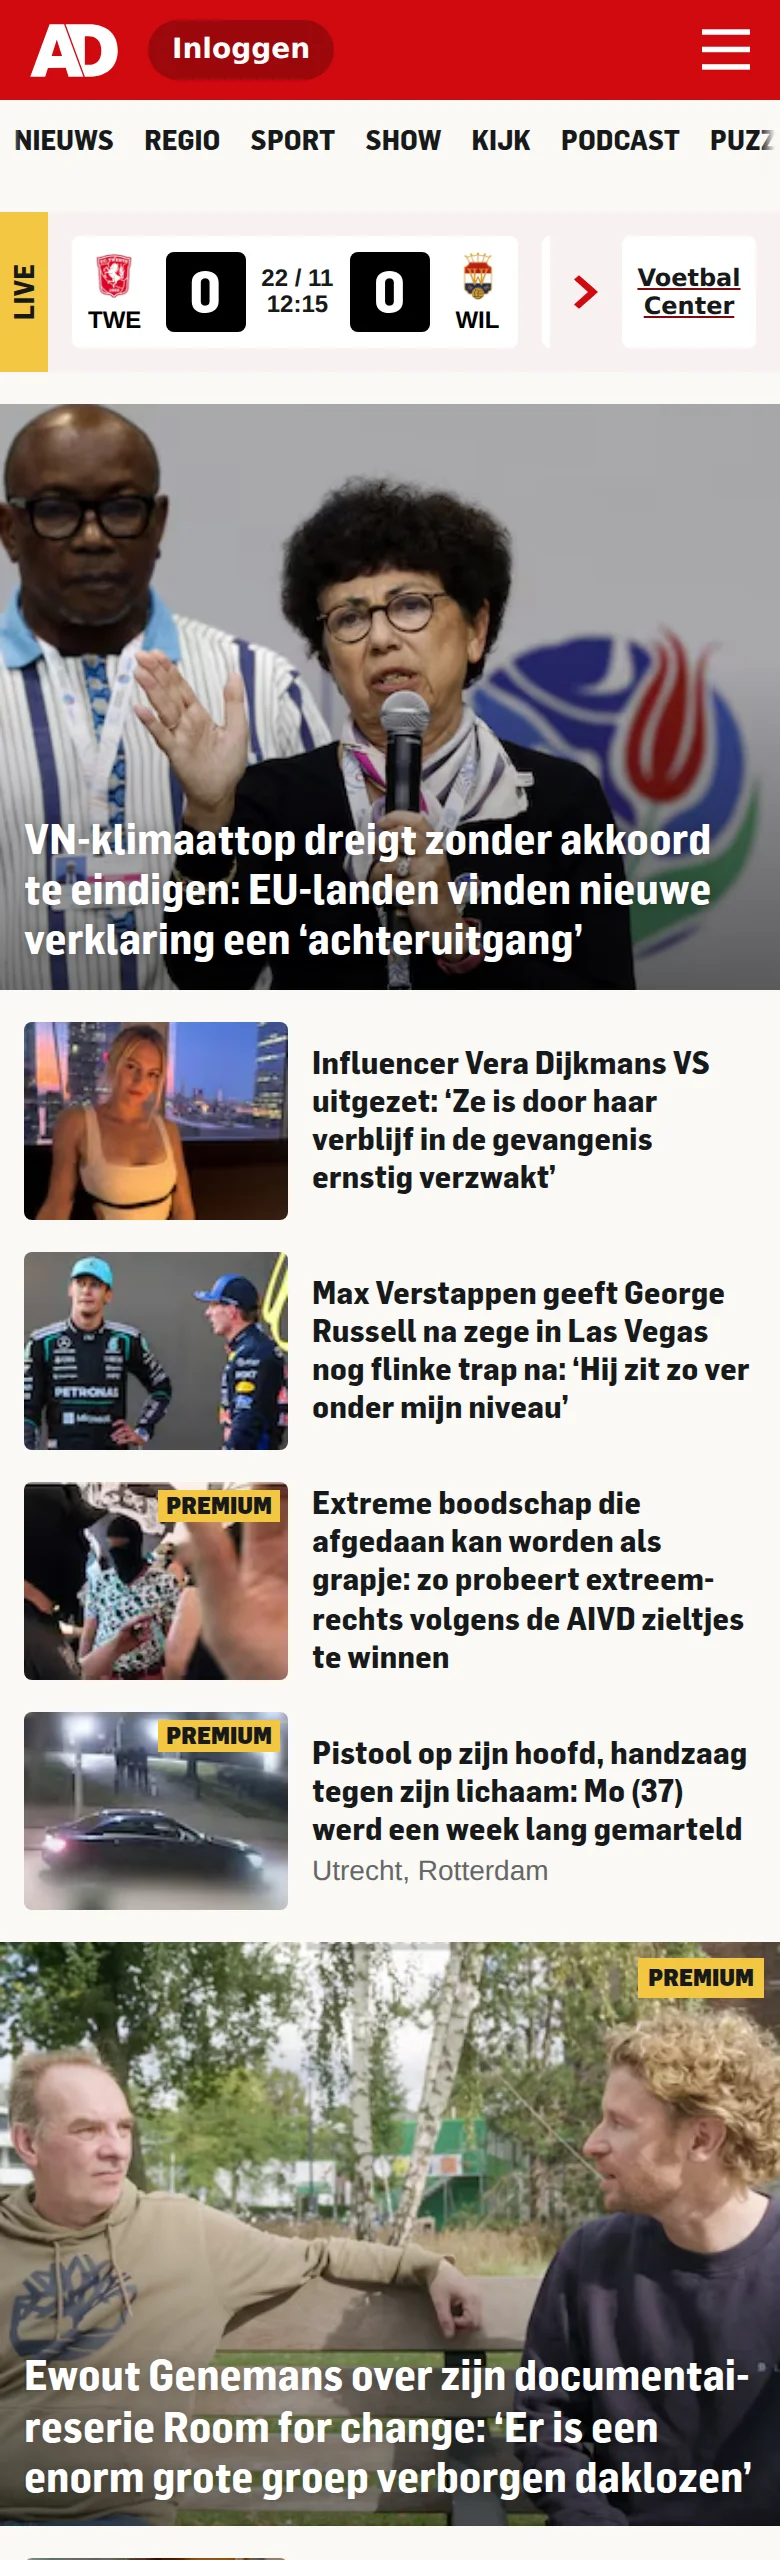 AD
Inloggen
NIEUWS REGIO SPORT SHOW KIJK PODCAST PUZZ
LIVE
TWE
0
22 / 11
12:15
0
WIL
Voetbal
Center
VN-klimaattop dreigt zonder akkoord
te eindigen: EU-landen vinden nieuwe
verklaring een ‘achteruitgang’
Influencer Vera Dijkmans VS
uitgezet: ‘Ze is door haar
verblijf in de gevangenis
ernstig verzwakt’
PETRONAS
Max Verstappen geeft George
Russell na zege in Las Vegas
nog flinke trap na: ‘Hij zit zo ver
onder mijn niveau’
PREMIUM
Extreme boodschap die
afgedaan kan worden als
grapje: zo probeert extreem-
rechts volgens de AIVD zieltjes
te winnen
PREMIUM
Pistool op zijn hoofd, handzaag
tegen zijn lichaam: Mo (37)
werd een week lang gemarteld
Utrecht, Rotterdam
PREMIUM
Ewout Genemans over zijn documentai-
reserie Room for change: ‘Er is een
enorm grote groep verborgen daklozen’